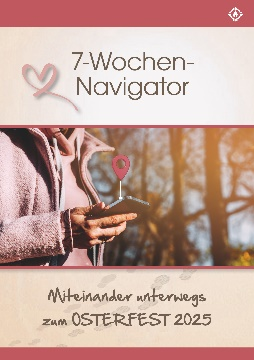 7-Wochen-
Navigator
Miteinander unterwegs
zum OSTERFEST 2025